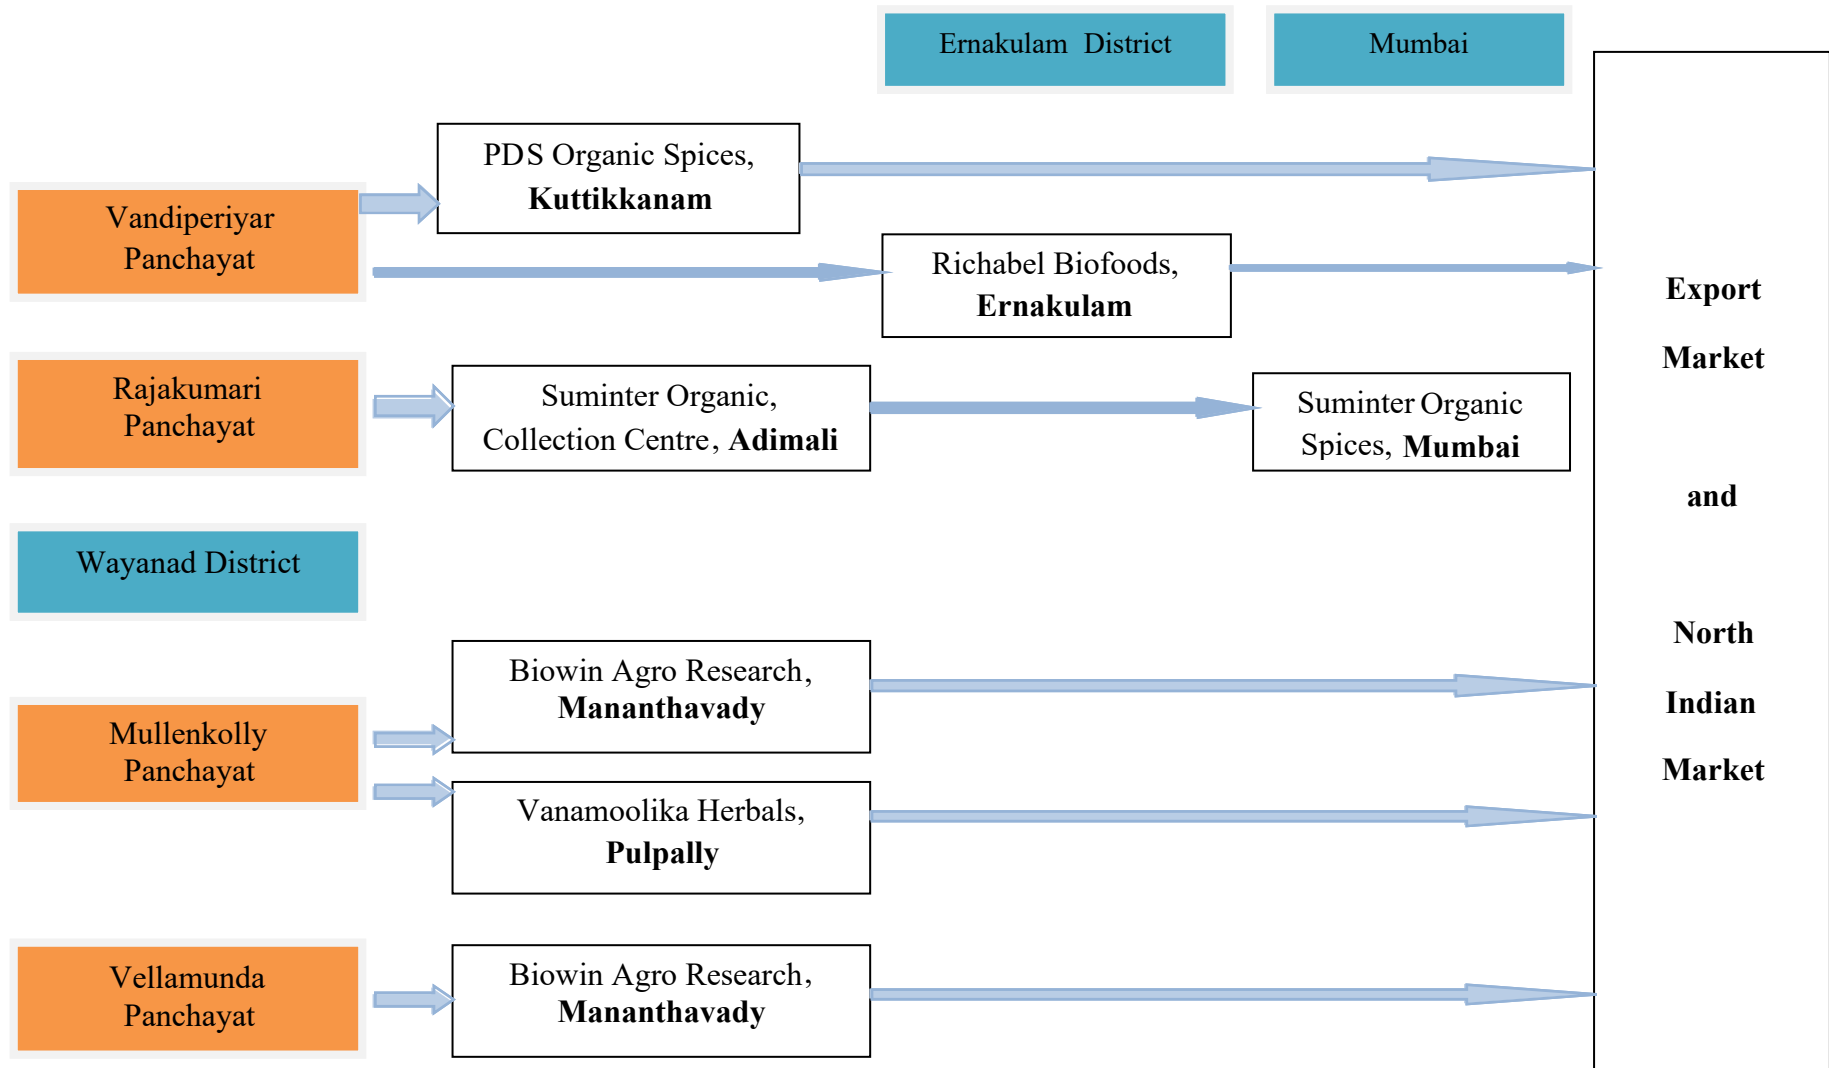 Ernakulam District
Mumbai
PDS Organic Spices,
Kuttikkanam
Vandiperiyar
Panchayat
Richabel Biofoods,
Ernakulam
Rajakumari
Panchayat
Suminter Organic,
Collection Centre, Adimali
Suminter Organic
Spices, Mumbai
Wayanad District
Biowin Agro Research,
Mananthavady
Mullenkolly
Panchayat
Vanamoolika Herbals,
Pulpally
Vellamunda
Panchayat
Biowin Agro Research,
Mananthavady
Export
Market
and
North
Indian
Market